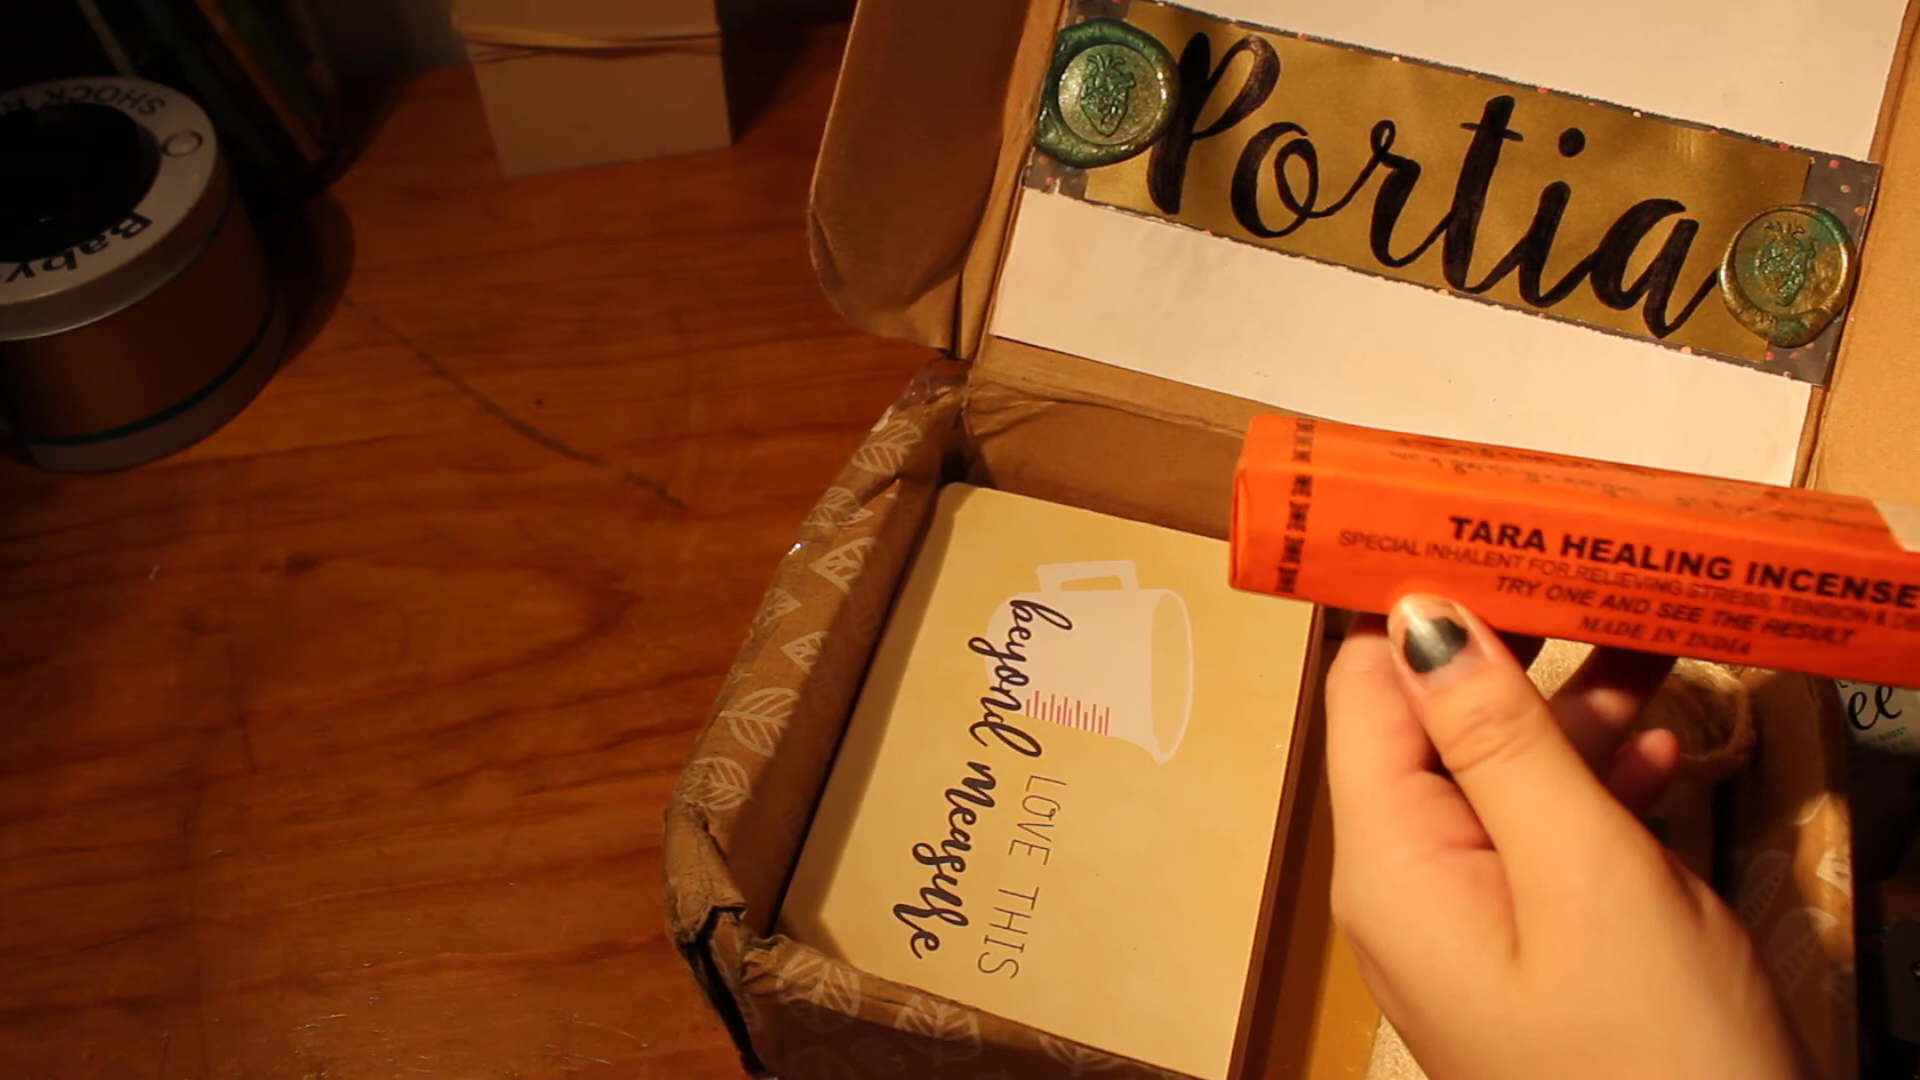 Portia
TARA HEALING INCENSE
SPECIAL INHALENT FOR RELIEVING STRESS, TENSION &
TRY ONE AND SEE THE RESULT
MADE IN INDIA
LOVE THIS
beyond measure
SHOCK
Baby